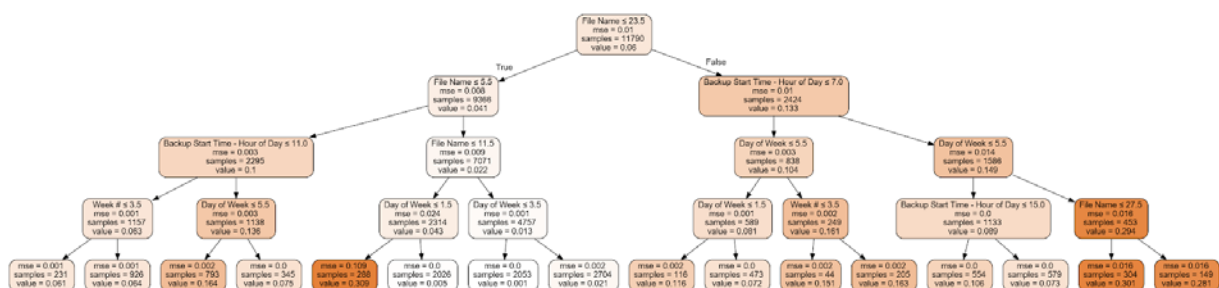 File Name ≤ 23.5
mse = 0.01
samples = 11790
value = 0.06
True
False
File Name ≤ 5.5
mse = 0.008
samples = 9366
value = 0.041
Backup Start Time - Hour of Day ≤ 7.0
mse = 0.01
samples = 2424
value = 0.133
Backup Start Time - Hour of Day ≤ 11.0
mse = 0.003
samples = 2295
value = 0.1
File Name ≤ 11.5
mse = 0.009
samples = 7071
value = 0.022
Day of Week ≤ 5.5
mse = 0.003
samples = 838
value = 0.104
Day of Week ≤ 5.5
mse = 0.014
samples = 1586
value = 0.149
Week # ≤ 3.5
mse = 0.001
samples = 1157
value = 0.063
Day of Week ≤ 5.5
mse = 0.003
samples = 1138
value = 0.136
Day of Week ≤ 1.5
mse = 0.024
samples = 2314
value = 0.043
Day of Week ≤ 3.5
mse = 0.001
samples = 4757
value = 0.013
Day of Week ≤ 1.5
mse = 0.001
samples = 589
value = 0.081
Week # ≤ 3.5
mse = 0.002
samples = 249
value = 0.161
Backup Start Time - Hour of Day ≤ 15.0
mse = 0.0
samples = 1133
value = 0.089
File Name ≤ 27.5
mse = 0.016
samples = 453
value = 0.294
mse = 0.001
samples = 231
value = 0.061
mse = 0.001
samples = 926
value = 0.064
mse = 0.002
samples = 793
value = 0.164
mse = 0.0
samples = 345
value = 0.075
mse = 0.109
samples = 288
value = 0.309
mse = 0.0
samples = 2026
value = 0.005
mse = 0.0
samples = 2053
value = 0.001
mse = 0.002
samples = 2704
value = 0.021
mse = 0.002
samples = 116
value = 0.116
mse = 0.0
samples = 473
value = 0.072
mse = 0.002
samples = 44
value = 0.151
mse = 0.002
samples = 205
value = 0.163
mse = 0.0
samples = 554
value = 0.106
mse = 0.0
samples = 579
value = 0.073
mse = 0.016
samples = 304
value = 0.301
mse = 0.016
samples = 149
value = 0.281